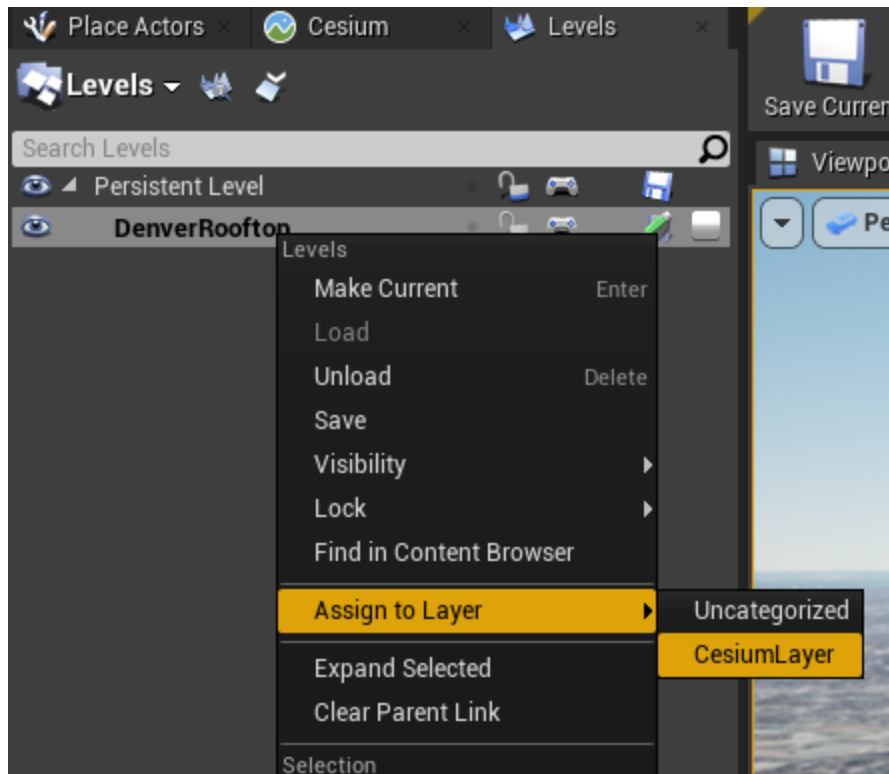 Place Actors
Cesium
Levels
Levels
Save Curren
Search Levels
Viewpo
Persistent Level
DenverRooftop
Pe
Levels
Make Current Enter
Load
Unload Delete
Save
Visibility
Lock
Find in Content Browser
Assign to Layer
Uncategorized
CesiumLayer
Expand Selected
Clear Parent Link
Selection